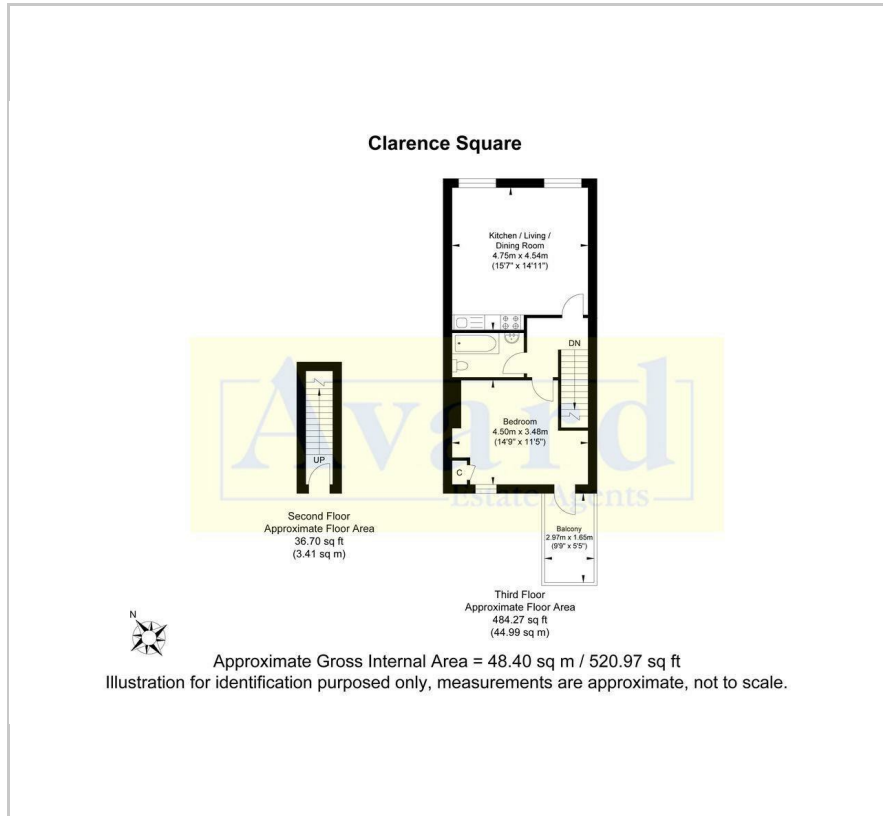 Clarence Square
Kitchen / Living /
Dining Room
4.75m x 4.54m
(15'7" x 14'11")
DN
Bedroom
4.50m x 3.48m
(14'9" x 11'5")
C
UP
Avard
Estate Agents
Second Floor
Approximate Floor Area
36.70 sq ft
(3.41 sq m)
Balcony
2.97m x 1.65m
(9'9" x 5'5")
Third Floor
Approximate Floor Area
484.27 sq ft
(44.99 sq m)
N
Approximate Gross Internal Area = 48.40 sq m / 520.97 sq ft
Illustration for identification purposed only, measurements are approximate, not to scale.